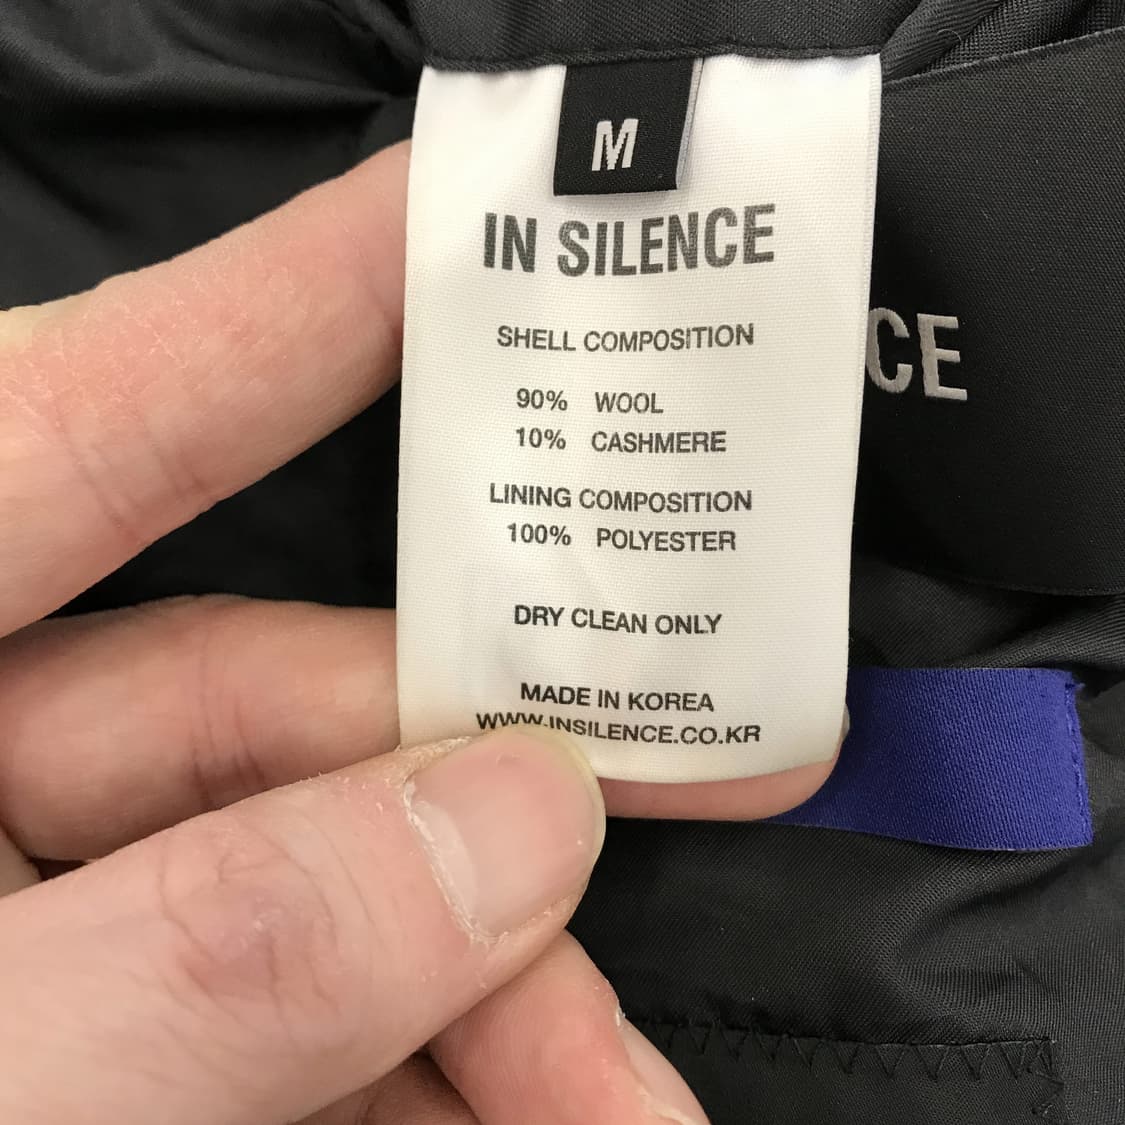 M
IN SILENCE
SHELL COMPOSITION
90% WOOL
10% CASHMERE
LINING COMPOSITION
100% POLYESTER
DRY CLEAN ONLY
MADE IN KOREA
WWW.INSILENCE.CO.KR
CE